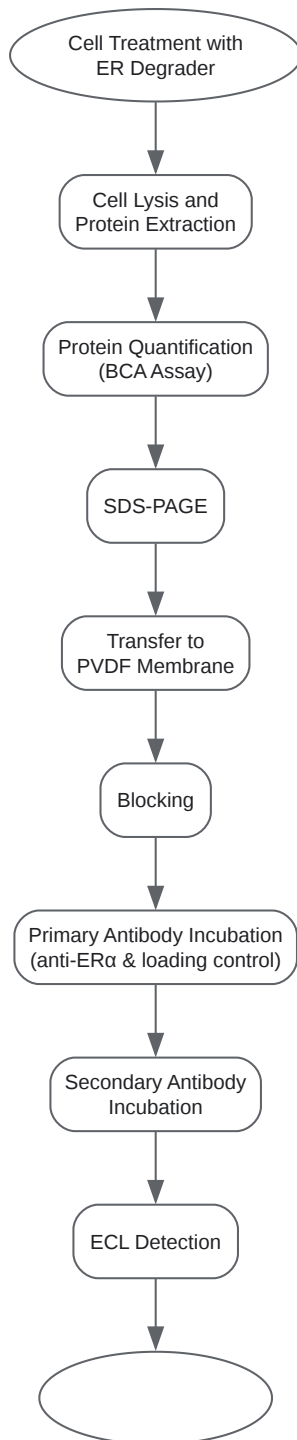 Cell Treatment with
ER Degrader
Cell Lysis and
Protein Extraction
Protein Quantification
(BCA Assay)
SDS-PAGE
Transfer to
PVDF Membrane
Blocking
Primary Antibody Incubation
(anti-ERα & loading control)
Secondary Antibody
Incubation
ECL Detection